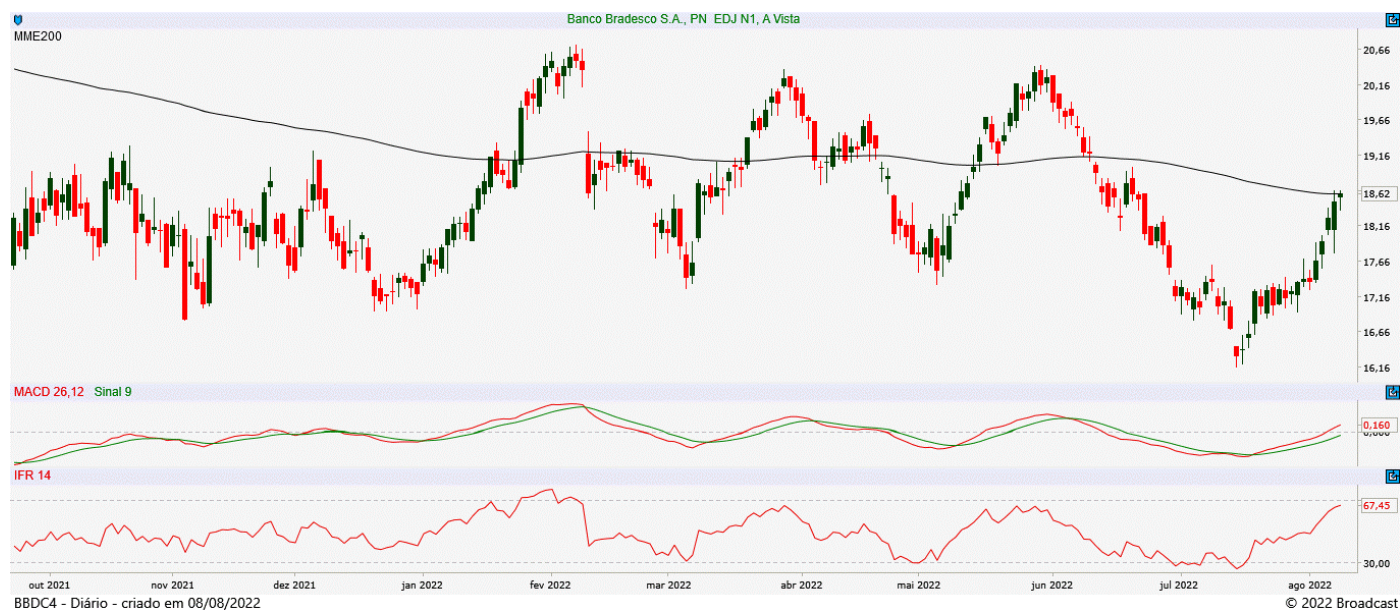 Banco Bradesco S.A., PN EDJ N1, A Vista
MME200
20,66
20,16
19,66
19,16
18,62
18,16
17,66
17,16
16,66
16,16
MACD 26,12 Sinal 9
0,160
IFR 14
67,45
30,00
out 2021 nov 2021 dez 2021 jan 2022 fev 2022 mar 2022 abr 2022 mai 2022 jun 2022 jul 2022 ago 2022
BBDC4 - Diário - criado em 08/08/2022 © 2022 Broadcast